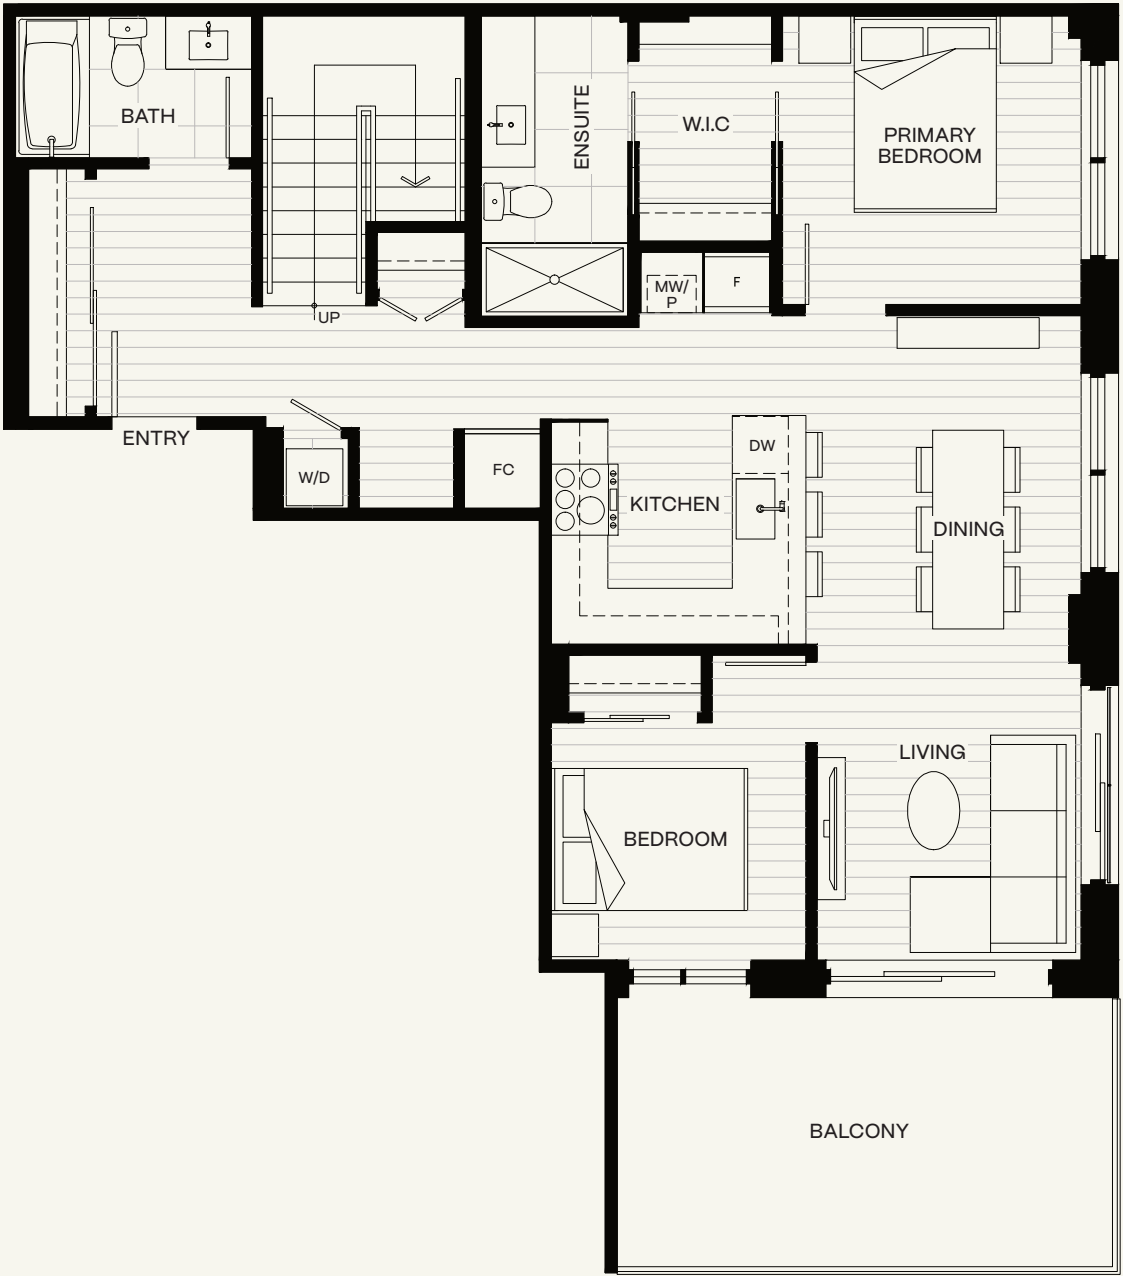 BATH
ENSUITE
W.I.C
PRIMARY
BEDROOM
MW/
P
F
UP
ENTRY
W/D
FC
DW
KITCHEN
DINING
LIVING
BEDROOM
BALCONY